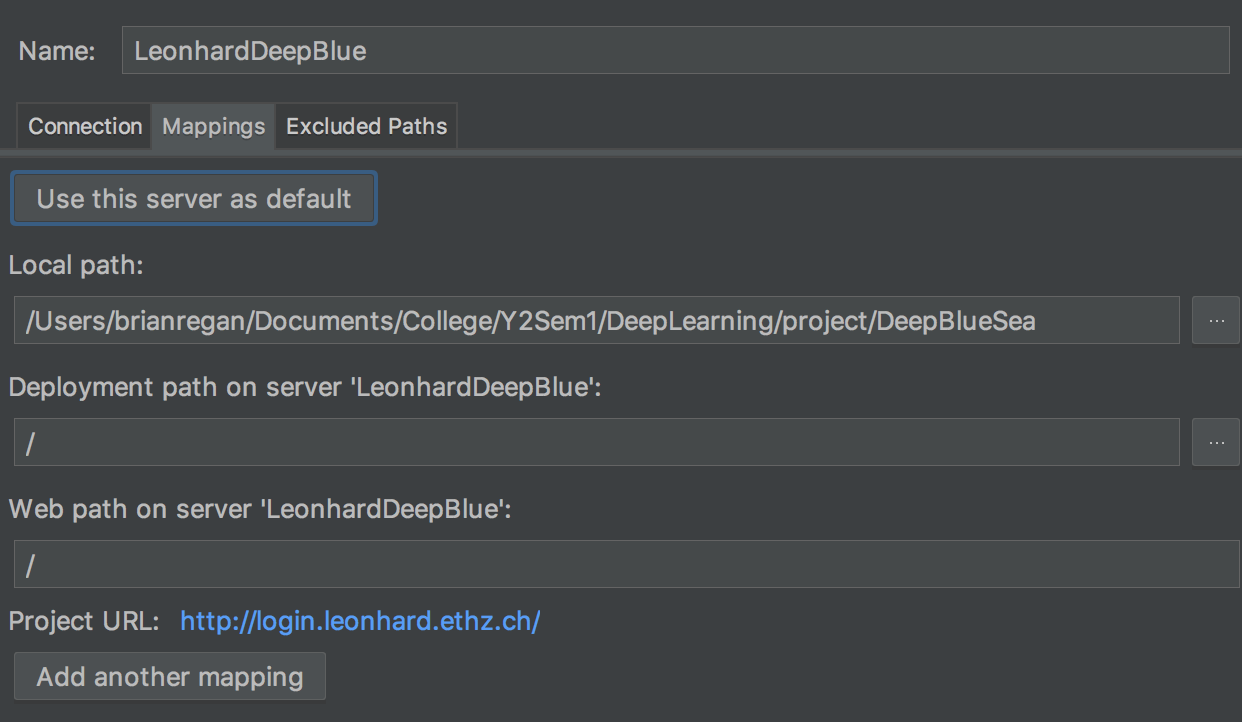 Name: LeonhardDeepBlue
Connection Mappings Excluded Paths
Use this server as default
Local path:
/Users/brianregan/Documents/College/Y2Sem1/DeepLearning/project/DeepBlueSea ...
Deployment path on server 'LeonhardDeepBlue':
/ ...
Web path on server 'LeonhardDeepBlue':
/
Project URL: http://login.leonhard.ethz.ch/
Add another mapping